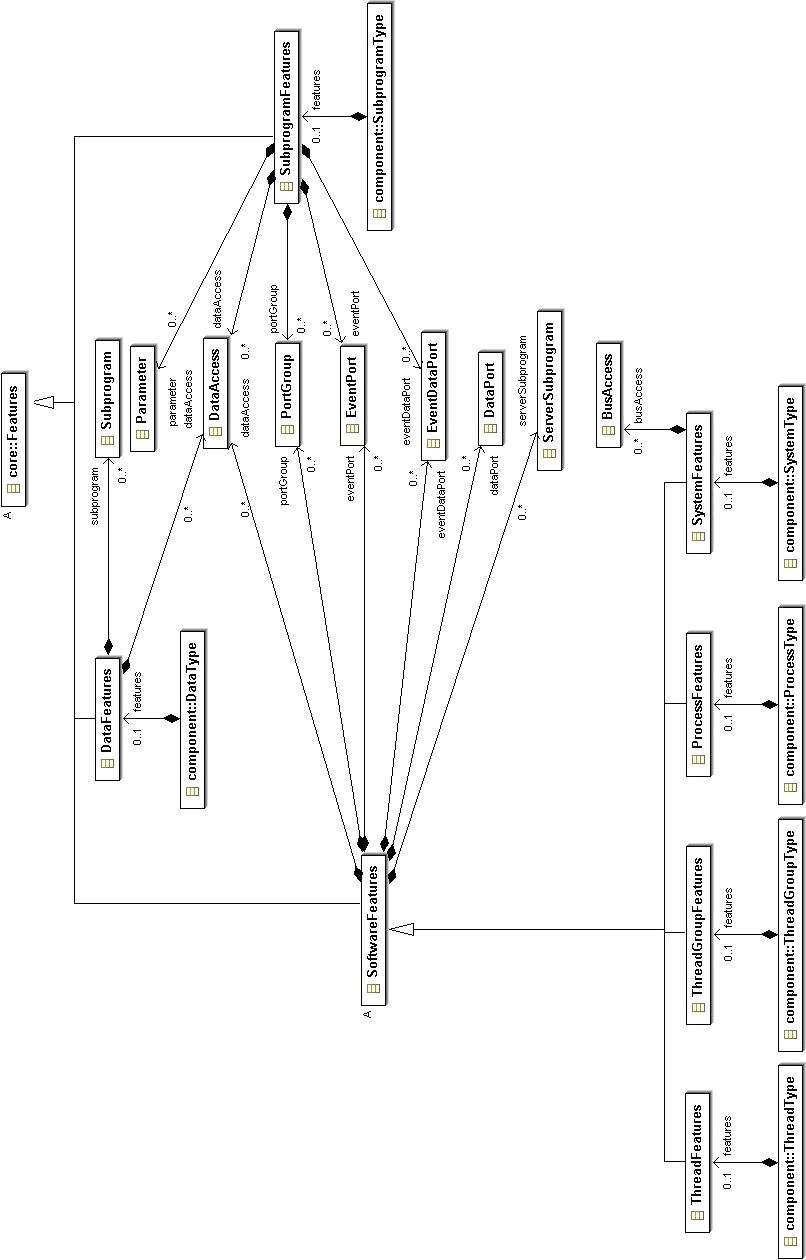 A
core::Features
subprogram
0..*
Subprogram
DataFeatures
Parameter
parameter
0..*
features
0..1
component::DataType
dataAccess
0..*
DataAccess
dataAccess
0..*
dataAccess
0..*
portGroup
0..*
PortGroup
portGroup
0..*
SubprogramFeatures
features
0..1
component::SubprogramType
eventPort
0..*
EventPort
eventPort
0..*
A
SoftwareFeatures
eventDataPort
0..*
EventDataPort
eventDataPort
0..*
dataPort
0..*
DataPort
serverSubprogram
0..*
ServerSubprogram
BusAccess
busAccess
0..*
ThreadFeatures
ThreadGroupFeatures
ProcessFeatures
SystemFeatures
features
0..1
features
0..1
features
0..1
features
0..1
component::ThreadType
component::ThreadGroupType
component::ProcessType
component::SystemType